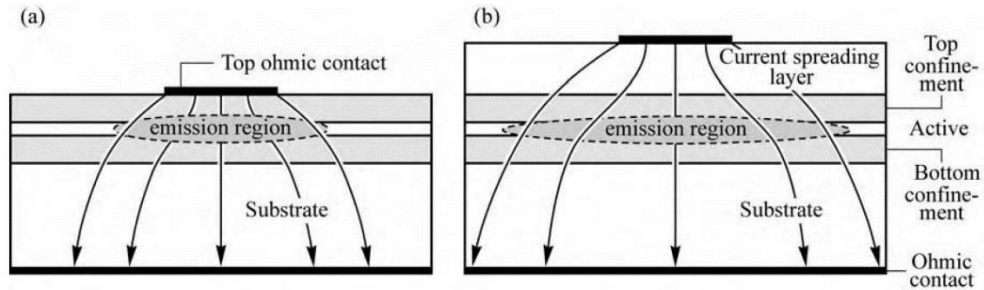 (a)
Top ohmic contact
emission region
Substrate
(b)
Current spreading
layer
emission region
Substrate
Top
confine-
ment
Active
Bottom
confine-
ment
Ohmic
contact